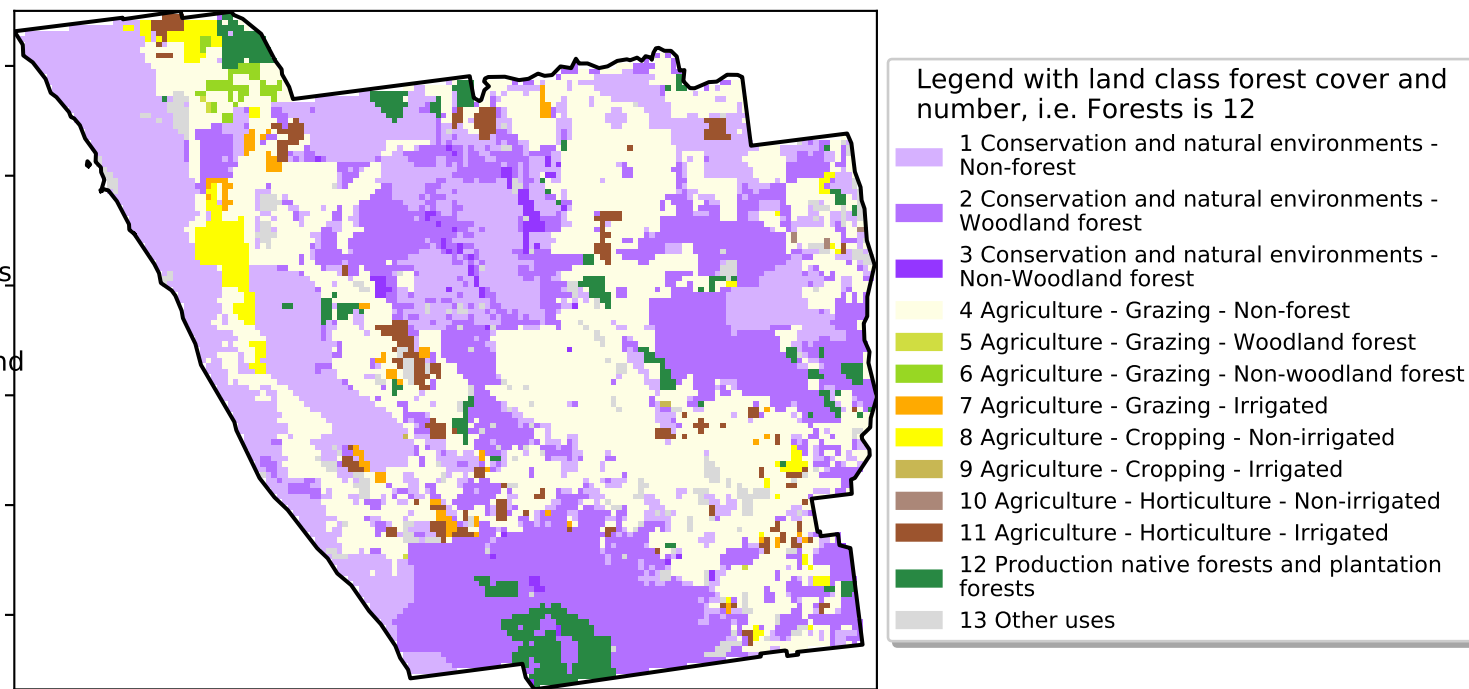 s
nd
Legend with land class forest cover and
number, i.e. Forests is 12
1 Conservation and natural environments -
Non-forest
2 Conservation and natural environments -
Woodland forest
3 Conservation and natural environments -
Non-Woodland forest
4 Agriculture - Grazing - Non-forest
5 Agriculture - Grazing - Woodland forest
6 Agriculture - Grazing - Non-woodland forest
7 Agriculture - Grazing - Irrigated
8 Agriculture - Cropping - Non-irrigated
9 Agriculture - Cropping - Irrigated
10 Agriculture - Horticulture - Non-irrigated
11 Agriculture - Horticulture - Irrigated
12 Production native forests and plantation
forests
13 Other uses